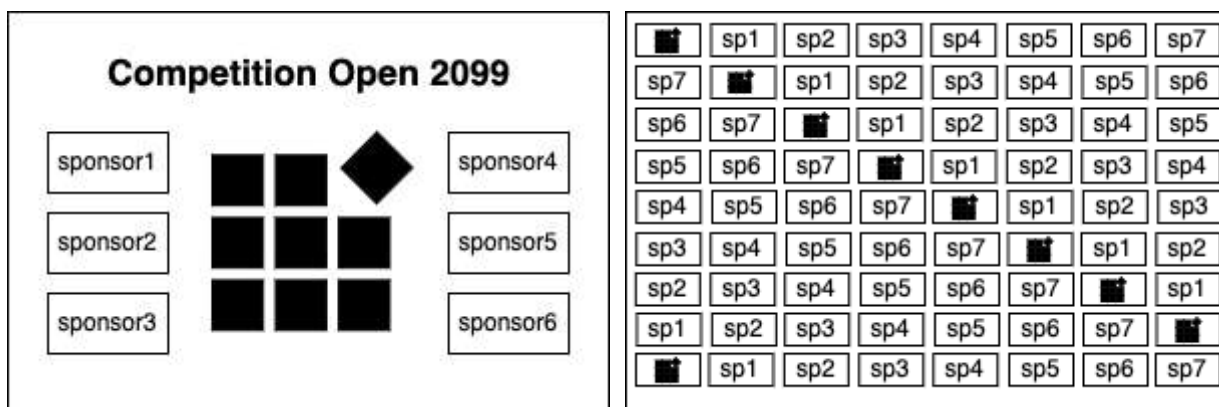 Competition Open 2099
sponsor1
sponsor2
sponsor3
sponsor4
sponsor5
sponsor6
sp1 sp2 sp3 sp4 sp5 sp6 sp7
sp7 sp1 sp2 sp3 sp4 sp5 sp6
sp6 sp7 sp1 sp2 sp3 sp4 sp5
sp5 sp6 sp7 sp1 sp2 sp3 sp4
sp4 sp5 sp6 sp7 sp1 sp2 sp3
sp3 sp4 sp5 sp6 sp7 sp1 sp2
sp2 sp3 sp4 sp5 sp6 sp7 sp1
sp1 sp2 sp3 sp4 sp5 sp6 sp7
sp1 sp2 sp3 sp4 sp5 sp6 sp7